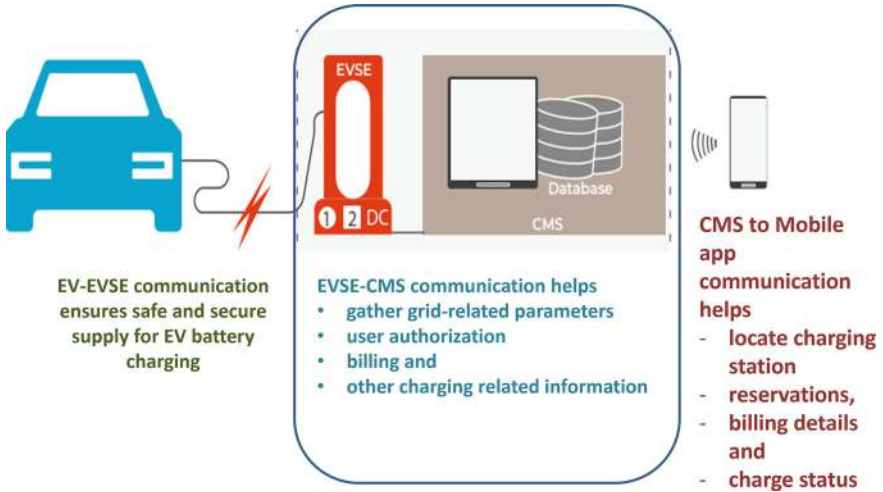 EVSE
1 2 DC
Database
CMS
EV-EVSE communication
ensures safe and secure
supply for EV battery
charging
EVSE-CMS communication helps
• gather grid-related parameters
• user authorization
• billing and
• other charging related information
CMS to Mobile
app
communication
helps
- locate charging
station
- reservations,
- billing details
and
- charge status